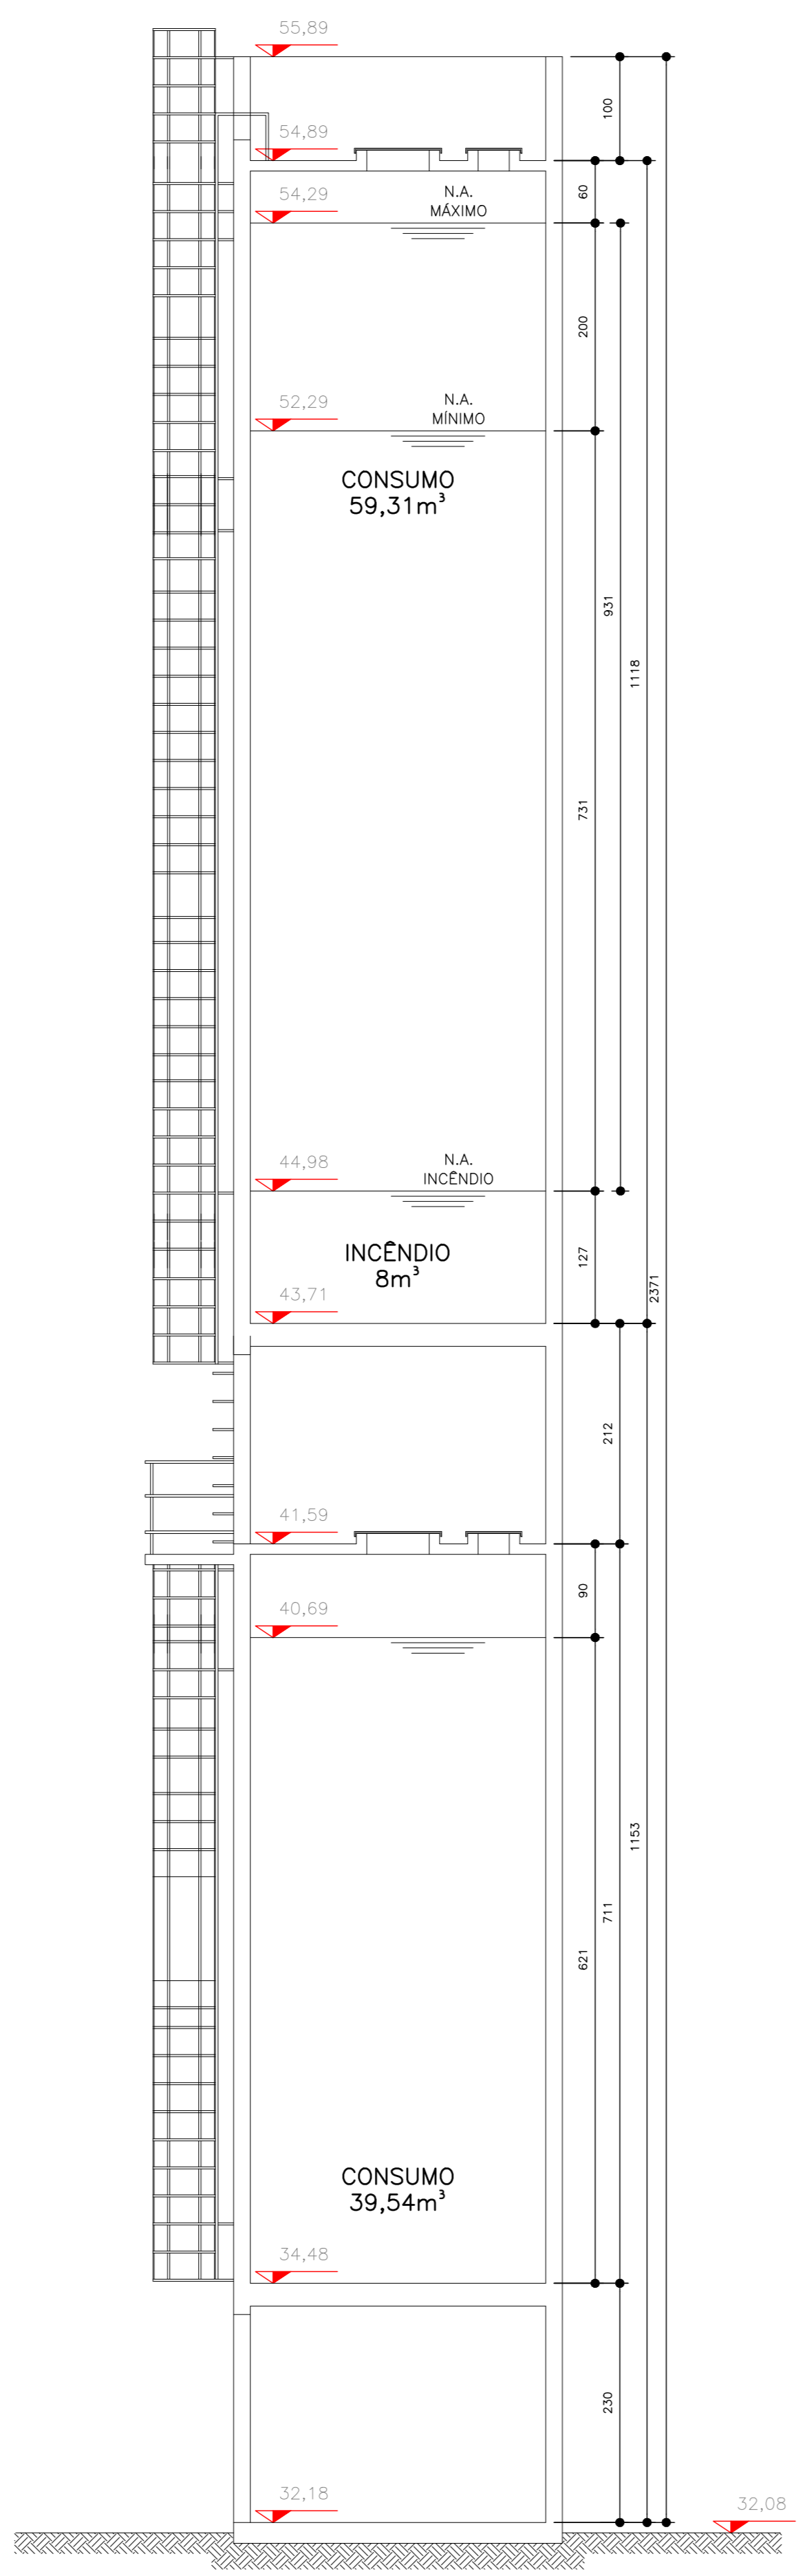 55,89
100
54,89
60
N.A.
MÁXIMO
54,29
200
N.A.
MÍNIMO
52,29
CONSUMO
59,31m³
931
1118
731
N.A.
INCÊNDIO
44,98
INCÊNDIO
8m³
127
43,71
2371
212
41,59
90
40,69
1153
711
621
CONSUMO
39,54m³
34,48
230
32,18
32,08